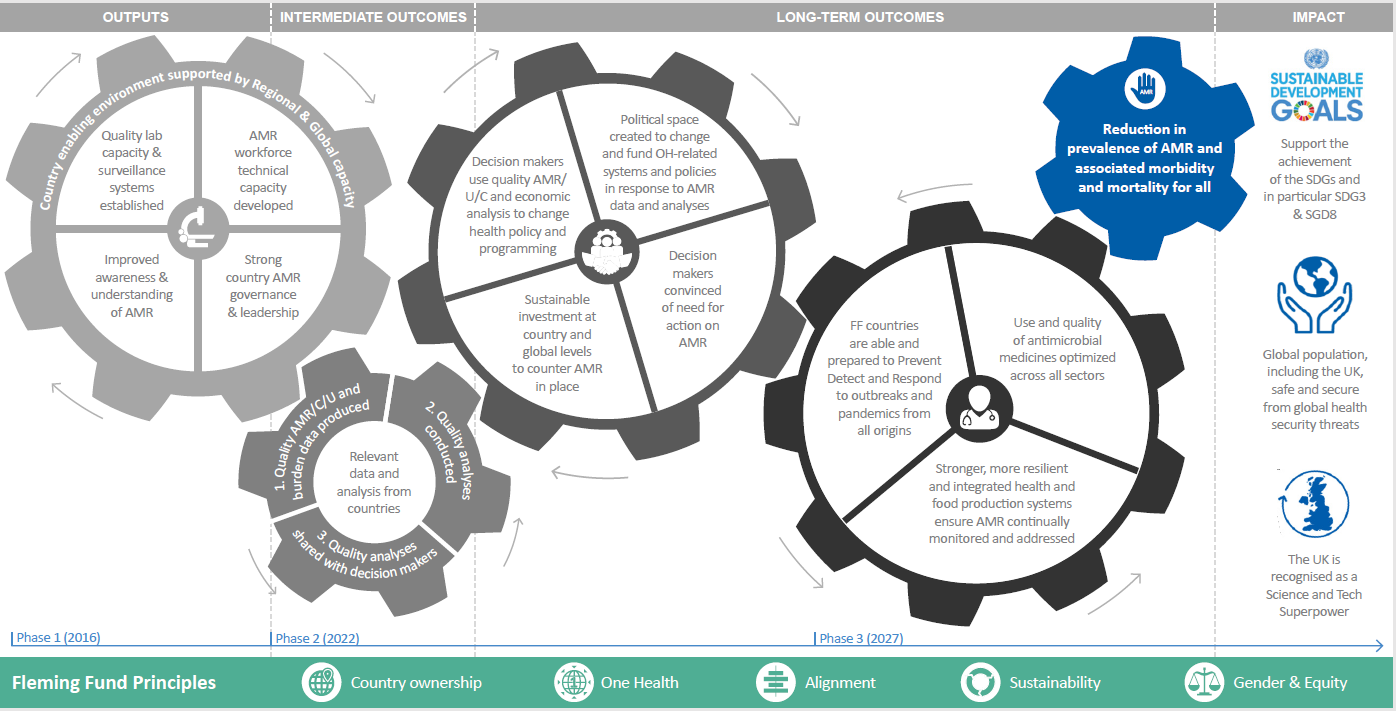 OUTPUTS
INTERMEDIATE OUTCOMES
LONG-TERM OUTCOMES
IMPACT
Country enabling environment supported by Regional & Global capacity
Quality lab
capacity &
surveillance
systems
established
AMR
workforce
technical
capacity
developed
Improved
awareness &
understanding
of AMR
Strong
country AMR
governance
& leadership
1. Quality AMR/C/U and
burden data produced
2. Quality analyses
conducted
3. Quality analyses
shared with decision makers
Relevant
data and
analysis from
countries
Decision makers
use quality AMR/
U/C and economic
analysis to change
health policy and
programming
Political space
created to change
and fund OH-related
systems and policies
in response to AMR
data and analyses
Sustainable
investment at
country and
global levels
to counter AMR
in place
Decision
makers
convinced
of need for
action on
AMR
FF countries
are able and
prepared to Prevent
Detect and Respond
to outbreaks and
pandemics from
all origins
Use and quality
of antimicrobial
medicines optimized
across all sectors
Stronger, more resilient
and integrated health and
food production systems
ensure AMR continually
monitored and addressed
AMR
Reduction in
prevalence of AMR and
associated morbidity
and mortality for all
SUSTAINABLE
DEVELOPMENT
GOALS
Support the
achievement
of the SDGs and
in particular SDG3
& SGD8
Global population,
including the UK,
safe and secure
from global health
security threats
The UK is
recognised as a
Science and Tech
Superpower
Phase 1 (2016)
Phase 2 (2022)
Phase 3 (2027)
Fleming Fund Principles
Country ownership
One Health
Alignment
Sustainability
Gender & Equity